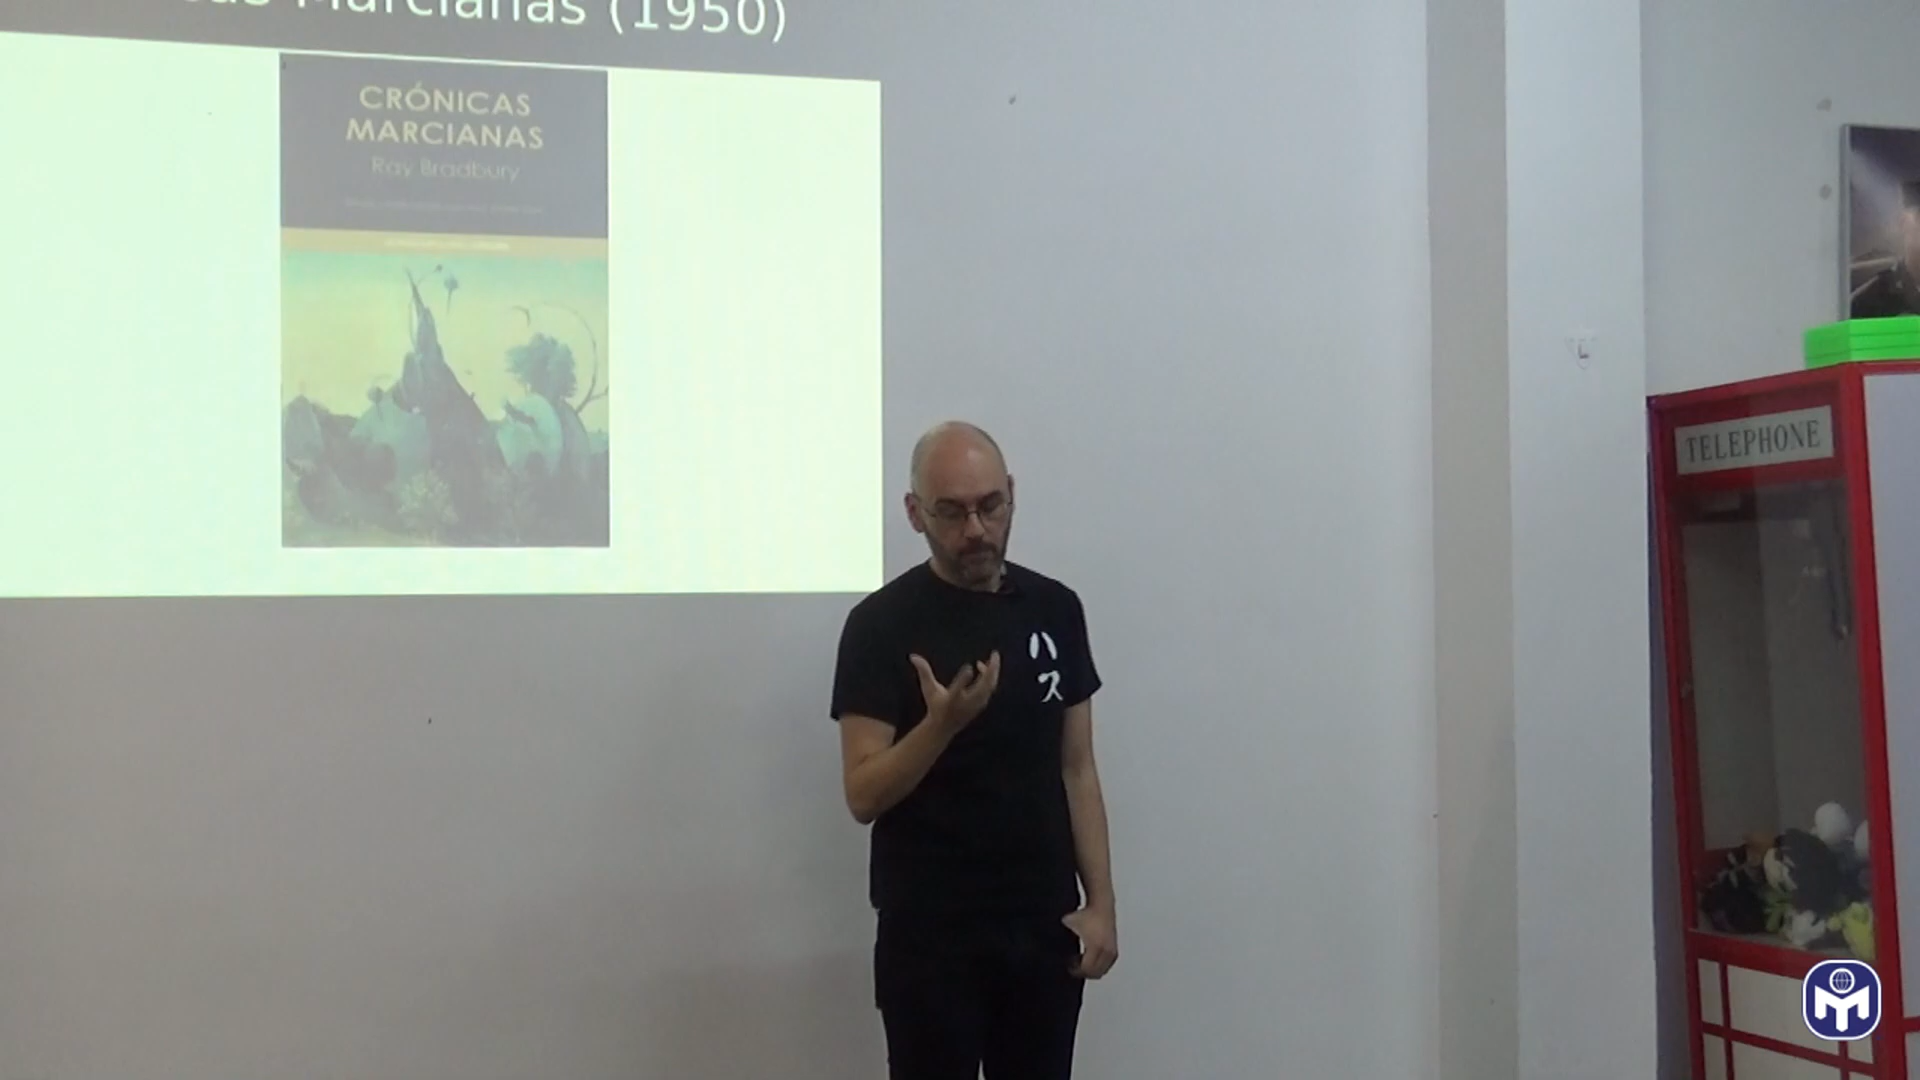 Marcianas (1950)
CRÓNICAS
MARCIANAS
Ray Bradbury
ハ
ス
TELEPHONE